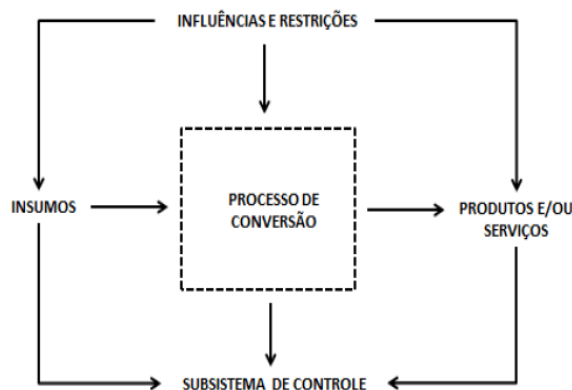 INFLUÊNCIAS E RESTRIÇÕES
INSUMOS
PROCESSO DE
CONVERSÃO
PRODUTOS E/OU
SERVIÇOS
SUBSISTEMA DE CONTROLE